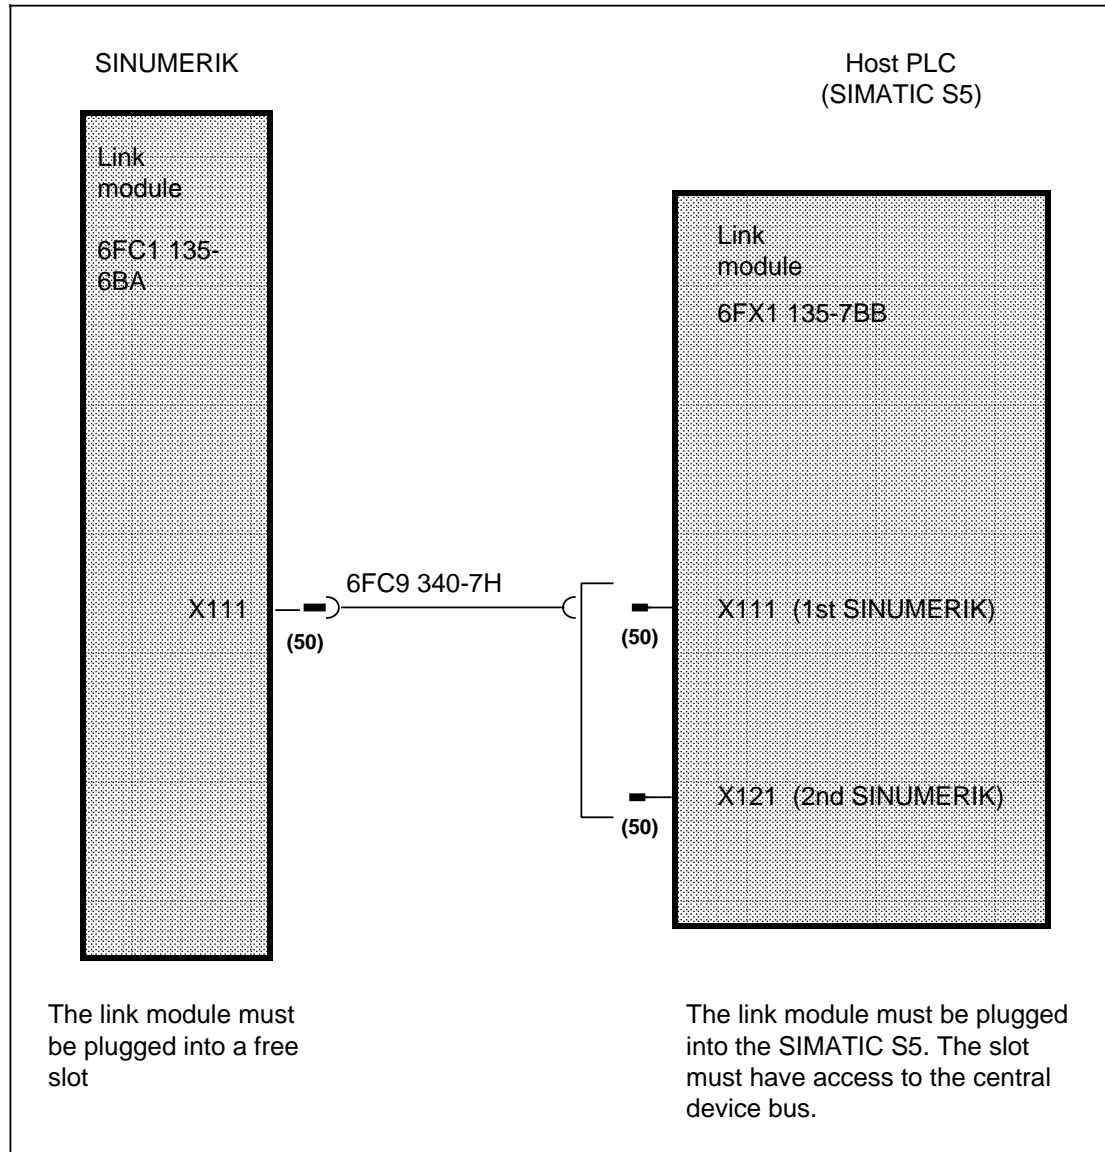 SINUMERIK
Host PLC
(SIMATIC S5)
Link
module
6FC1 135-
6BA
Link
module
6FX1 135-7BB
6FC9 340-7H
X111
(50)
(50)
X111 (1st SINUMERIK)
X121 (2nd SINUMERIK)
(50)
The link module must
be plugged into a free
slot
The link module must be plugged
into the SIMATIC S5. The slot
must have access to the central
device bus.